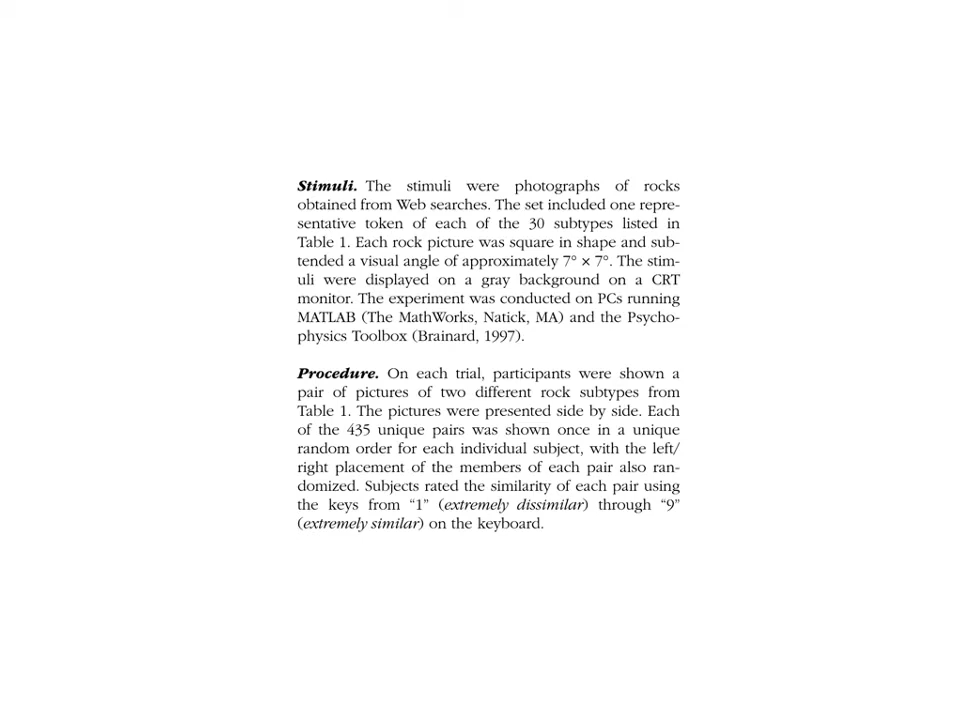 Stimuli. The stimuli were photographs of rocks
obtained from Web searches. The set included one repre-
sentative token of each of the 30 subtypes listed in
Table 1. Each rock picture was square in shape and sub-
tended a visual angle of approximately 7° × 7°. The stim-
uli were displayed on a gray background on a CRT
monitor. The experiment was conducted on PCs running
MATLAB (The MathWorks, Natick, MA) and the Psycho-
physics Toolbox (Brainard, 1997).
Procedure. On each trial, participants were shown a
pair of pictures of two different rock subtypes from
Table 1. The pictures were presented side by side. Each
of the 435 unique pairs was shown once in a unique
random order for each individual subject, with the left/
right placement of the members of each pair also ran-
domized. Subjects rated the similarity of each pair using
the keys from “1” (extremely dissimilar) through “9”
(extremely similar) on the keyboard.